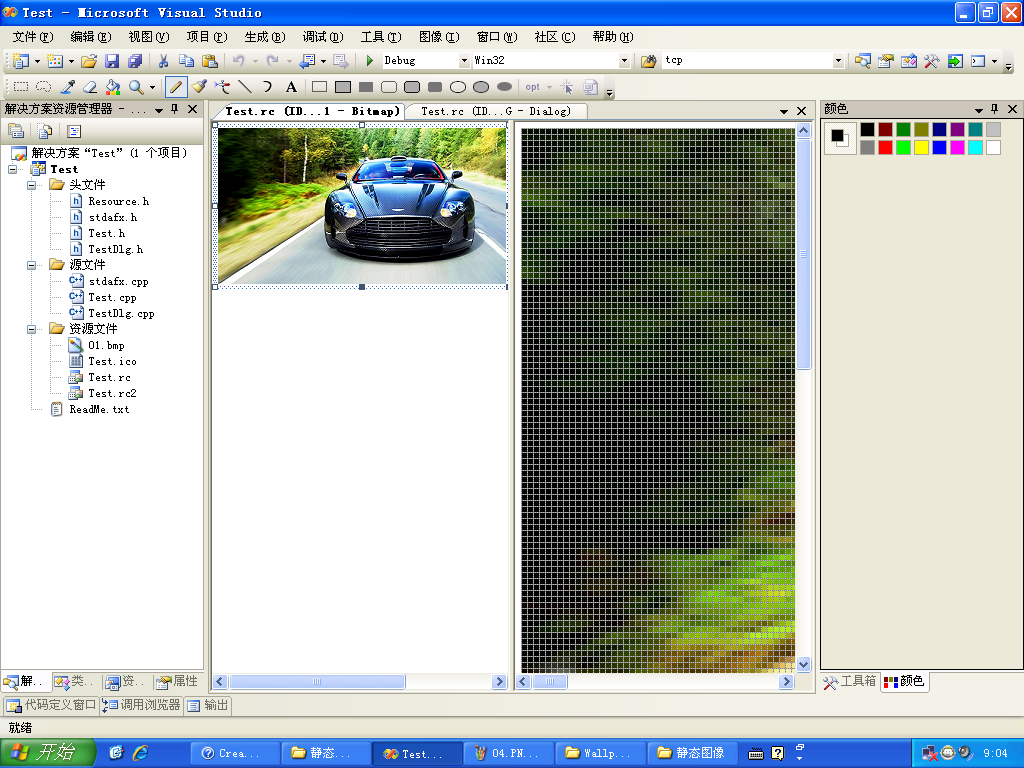 Test - Microsoft Visual Studio
文件(F) 编辑(E) 视图(V) 项目(P) 生成(B) 调试(D) 工具(T) 图像(I) 窗口(W) 社区(C) 帮助(H)
Debug Win32 tcp
A opt
解决方案资源管理器 - ...
Test.rc (ID...1 - Bitmap) Test.rc (ID...G - Dialog)
颜色
解决方案“Test”(1 个项目)
Test
头文件
Resource.h
stdafx.h
Test.h
TestDlg.h
源文件
stdafx.cpp
Test.cpp
TestDlg.cpp
资源文件
01.bmp
Test.ico
Test.rc
Test.rc2
ReadMe.txt
解.. 类.. 资.. 属性
工具箱 颜色
代码定义窗口 调用浏览器 输出
就绪
开始 Crea... 静态... Test... 04.PN... Wallp... 静态图像 9:04